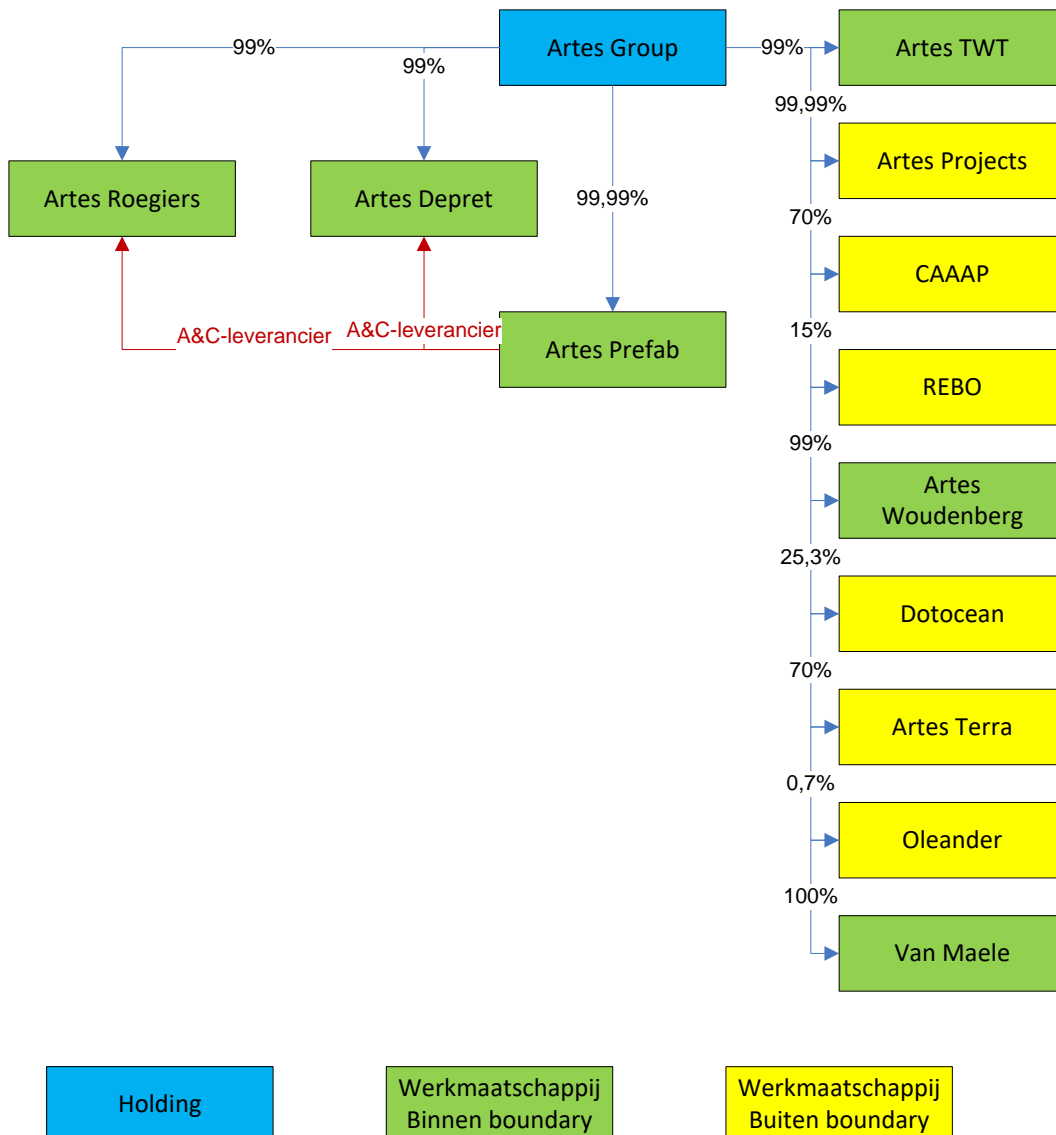 99%
Artes Group
99%
Artes TWT
99%
99,99%
Artes Projects
Artes Roegiers
Artes Depret
99,99%
70%
CAAAP
A&C-leverancier
A&C-leverancier
Artes Prefab
15%
REBO
99%
Artes
Woudenberg
25,3%
Dotocean
70%
Artes Terra
0,7%
Oleander
100%
Van Maele
Holding
Werkmaatschappij
Binnen boundary
Werkmaatschappij
Buiten boundary